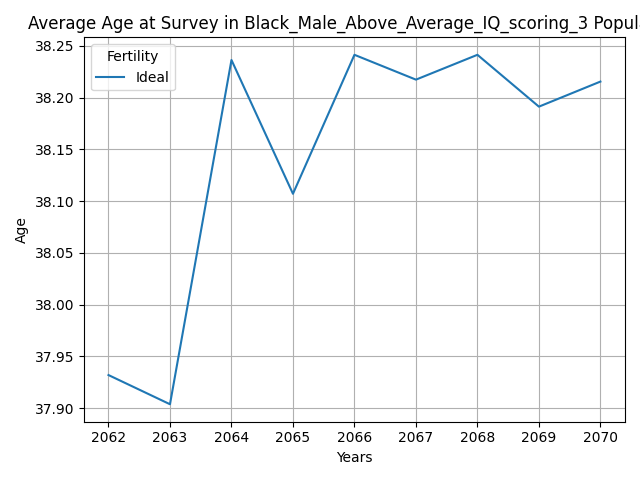 Average Age at Survey in Black_Male_Above_Average_IQ_scoring_3 Popul
Fertility
Ideal
38.25
38.20
38.15
38.10
38.05
38.00
37.95
37.90
Age
2062 2063 2064 2065 2066 2067 2068 2069 2070
Years